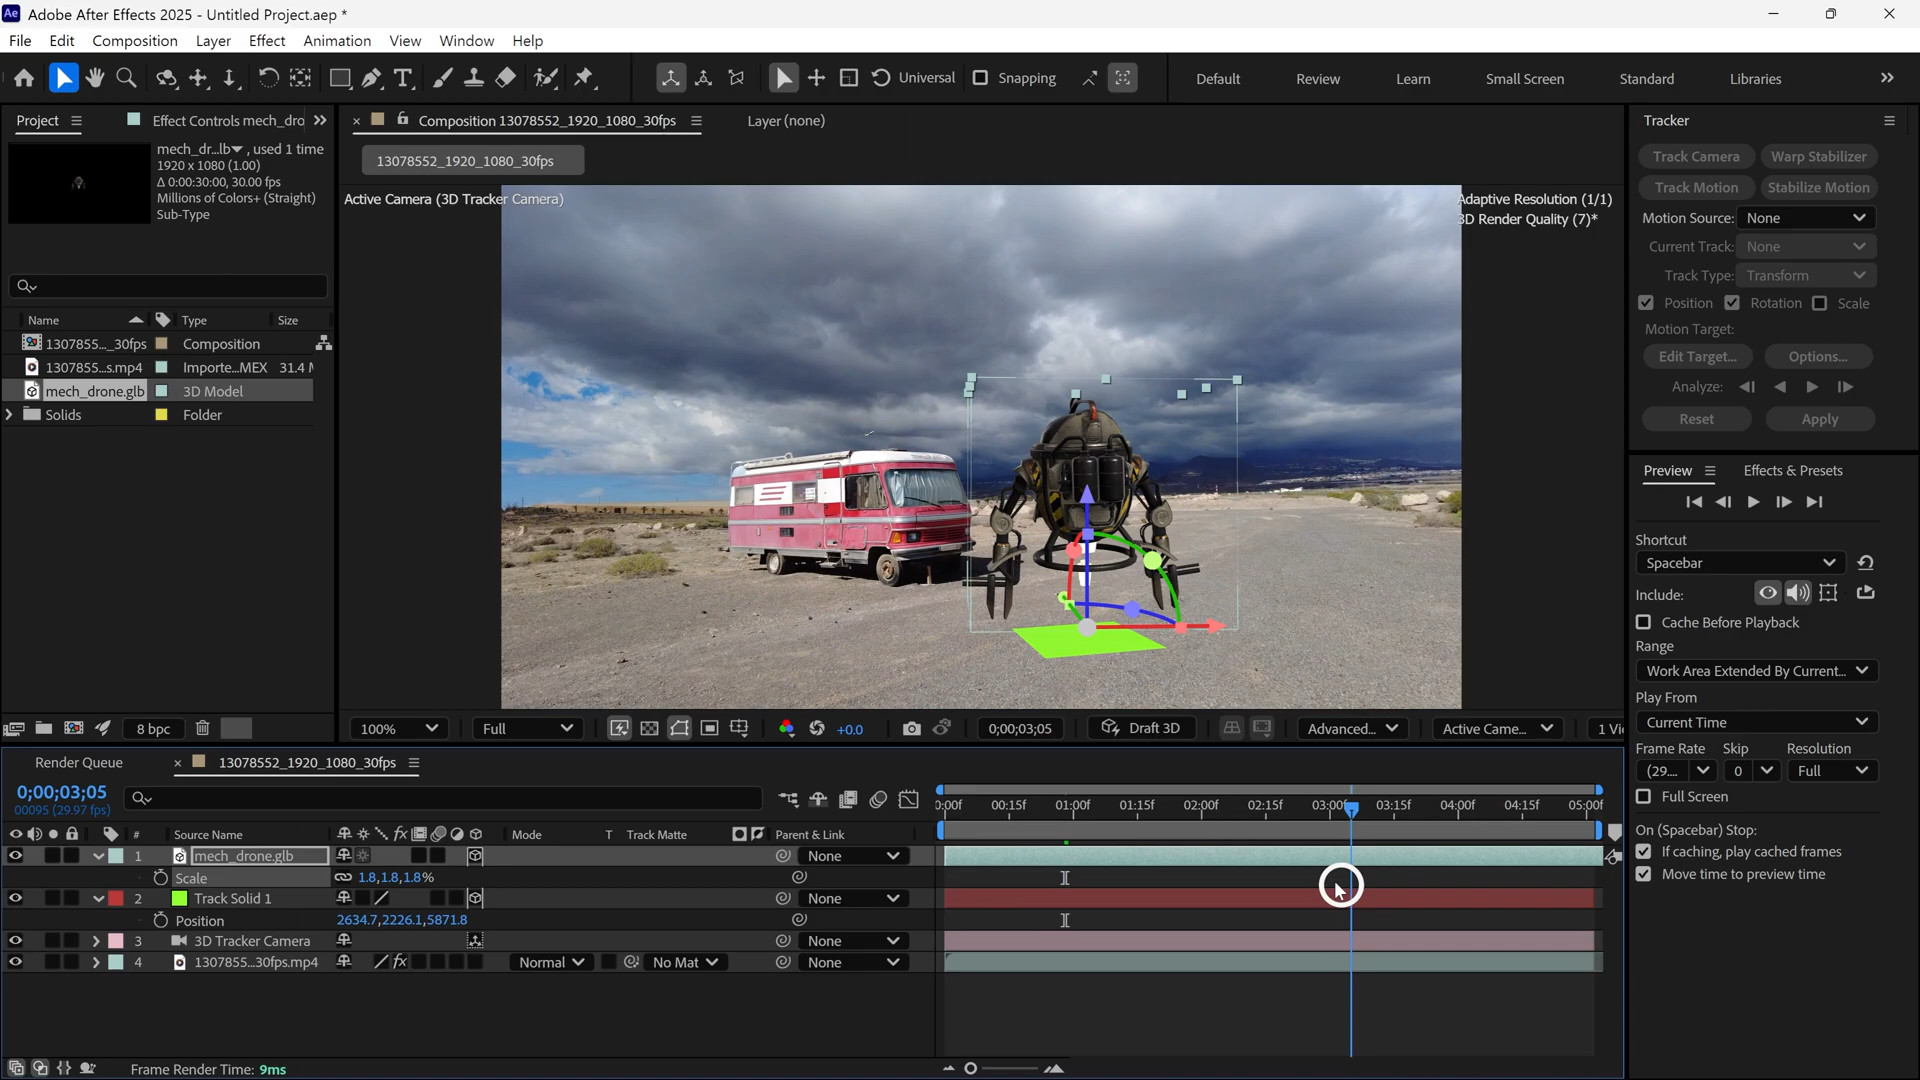 Adobe After Effects 2025 - Untitled Project.aep *
File Edit Composition Layer Effect Animation View Window Help
Universal Snapping Default Review Learn Small Screen Standard Libraries
Project Effect Controls mech_dro
Composition 13078552_1920_1080_30fps Layer (none)
mech_dr...lb, used 1 time
1920 x 1080 (1.00)
Δ 0:00:30:00, 30.00 fps
Millions of Colors+ (Straight)
Sub-Type
13078552_1920_1080_30fps
Active Camera (3D Tracker Camera)
Adaptive Resolution (1/1)
3D Render Quality (7)*
Name Type Size
1307855..._30fps Composition
1307855...s.mp4 Importe...MEX 31.4
mech_drone.glb 3D Model
Solids Folder
8 bpc
100% Full +0.0 0;00;03;05 Draft 3D Advanced... Active Came... 1 Vi
Tracker
Track Camera Warp Stabilizer
Track Motion Stabilize Motion
Motion Source: None
Current Track: None
Track Type: Transform
Position Rotation Scale
Motion Target:
Edit Target... Options...
Analyze:
Reset Apply
Preview Effects & Presets
Shortcut
Spacebar
Include:
Cache Before Playback
Range
Work Area Extended By Current...
Play From
Current Time
Frame Rate Skip Resolution
(29.... 0 Full
Full Screen
On (Spacebar) Stop:
If caching, play cached frames
Move time to preview time
Render Queue 13078552_1920_1080_30fps
0;00;03;05
00095 (29.97 fps)
):00f 00:15f 01:00f 01:15f 02:00f 02:15f 03:00f 03:15f 04:00f 04:15f 05:00f
# Source Name fx Mode T Track Matte Parent & Link
1 mech_drone.glb None
Scale 1.8,1.8,1.8%
2 Track Solid 1 None
Position 2634.7,2226.1,5871.8
3 3D Tracker Camera None
4 1307855...30fps.mp4 fx Normal No Mat None
Frame Render Time: 9ms